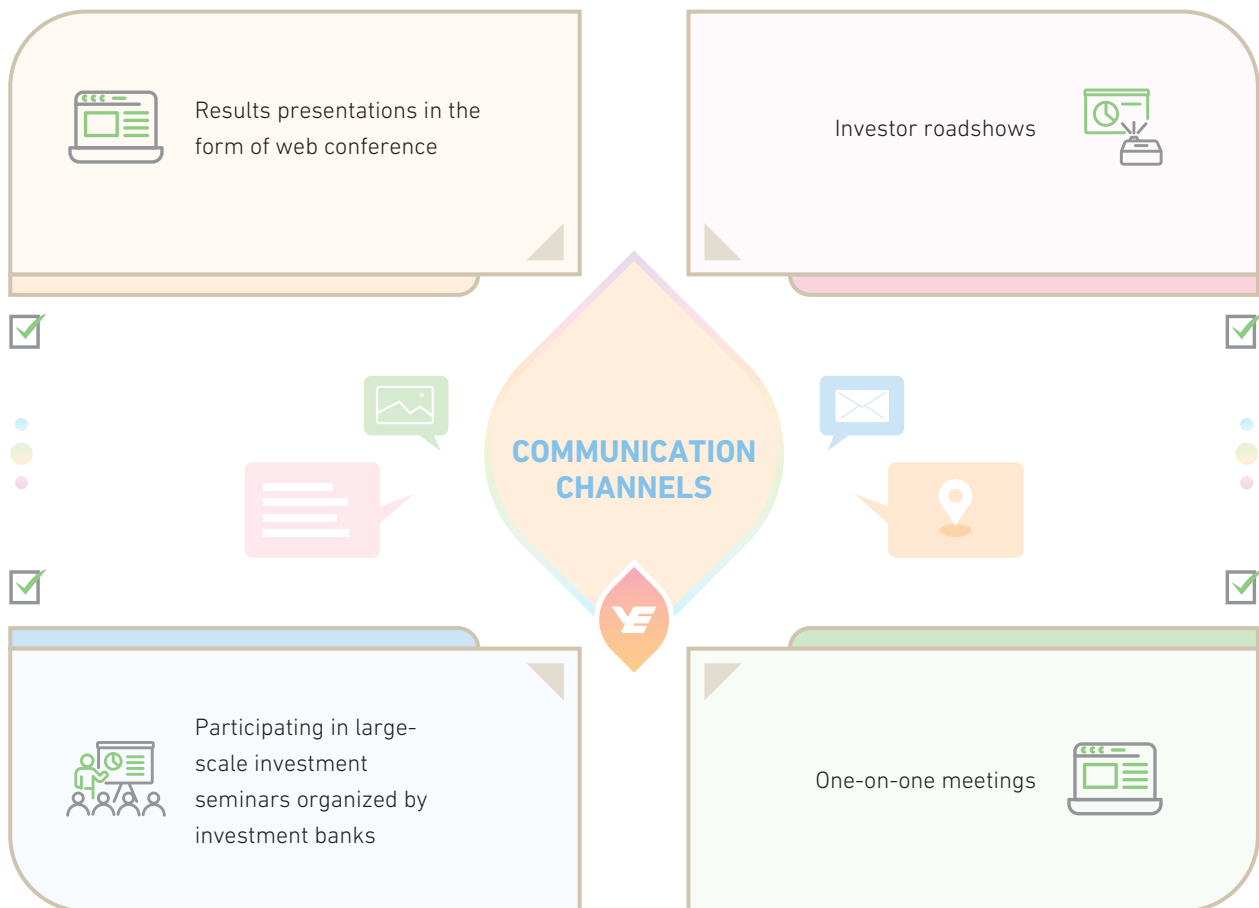 Results presentations in the
form of web conference
Investor roadshows
COMMUNICATION
CHANNELS
YE
Participating in large-
scale investment
seminars organized by
investment banks
One-on-one meetings